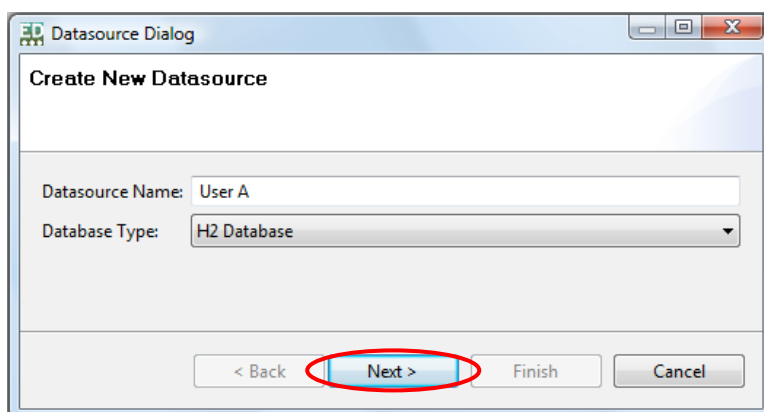 Datasource Dialog
Create New Datasource
Datasource Name: User A
Database Type: H2 Database
< Back Next > Finish Cancel